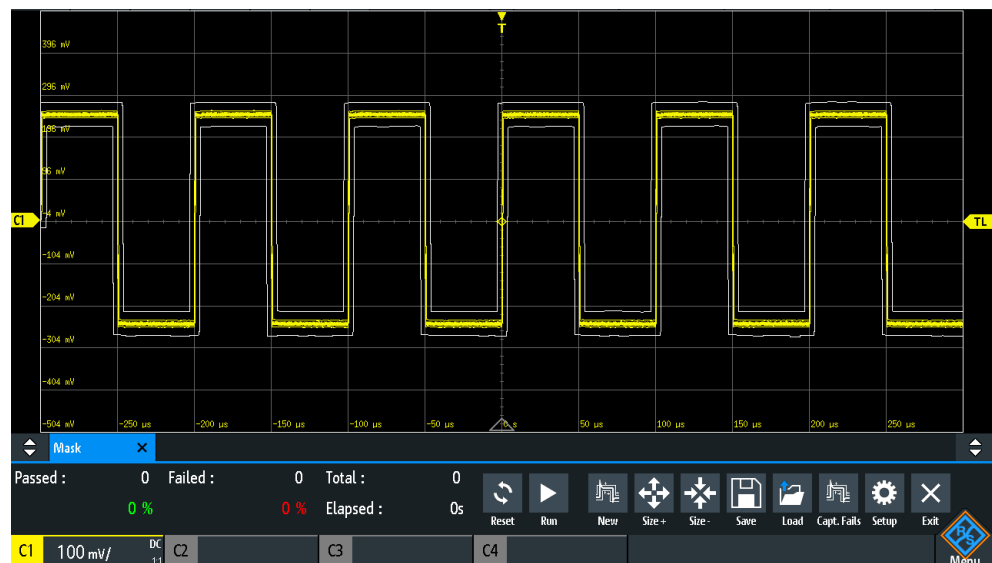 T
396 mV
296 mV
196 mV
96 mV
C1 -4 mV TL
-104 mV
-204 mV
-304 mV
-404 mV
-504 mV -250 µs -200 µs -150 µs -100 µs -50 µs 0 s 50 µs 100 µs 150 µs 200 µs 250 µs
Mask ×
Passed : 0 Failed : 0 Total : 0
0 % 0 % Elapsed : 0s
Reset Run New Size + Size - Save Load Capt. Fails Setup Exit
C1 100 mV/ DC 1:1 C2 C3 C4 R&S
Menu